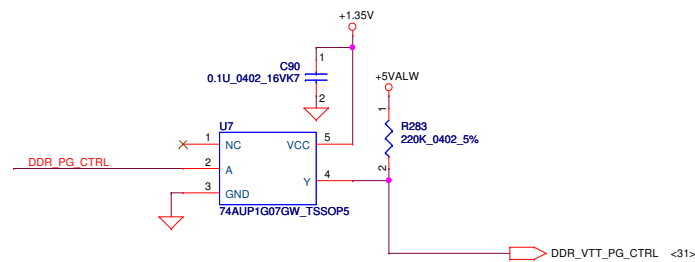 +1.35V
C90
1
0.1U_0402_16VK7
2
+5VALW
1
R283
220K_0402_5%
2
U7
1 NC VCC 5
DDR_PG_CTRL 2 A
Y 4
3 GND
74AUP1G07GW_TSSOP5
DDR_VTT_PG_CTRL <31>